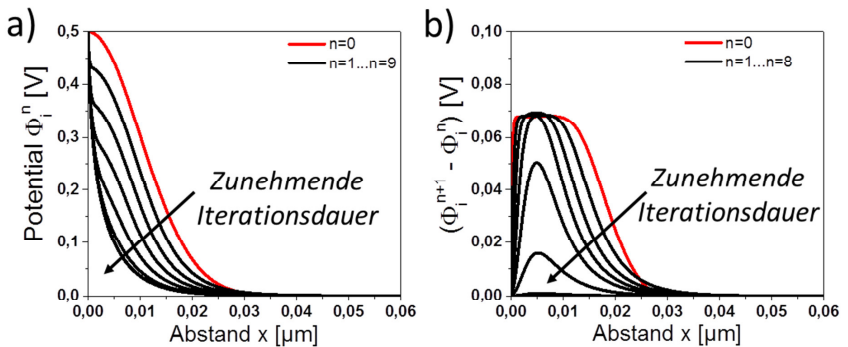 a)
0,5
0,4
0,3
0,2
0,1
0,0
0,00
0,01
0,02
0,03
0,04
0,05
0,06
Potential Φᵢⁿ [V]
Abstand x [µm]
n=0
n=1...n=9
Zunehmende
Iterationsdauer
b)
0,10
0,08
0,06
0,04
0,02
0,00
0,00
0,01
0,02
0,03
0,04
0,05
0,06
(Φᵢⁿ⁺¹ - Φᵢⁿ) [V]
Abstand x [µm]
n=0
n=1...n=8
Zunehmende
Iterationsdauer